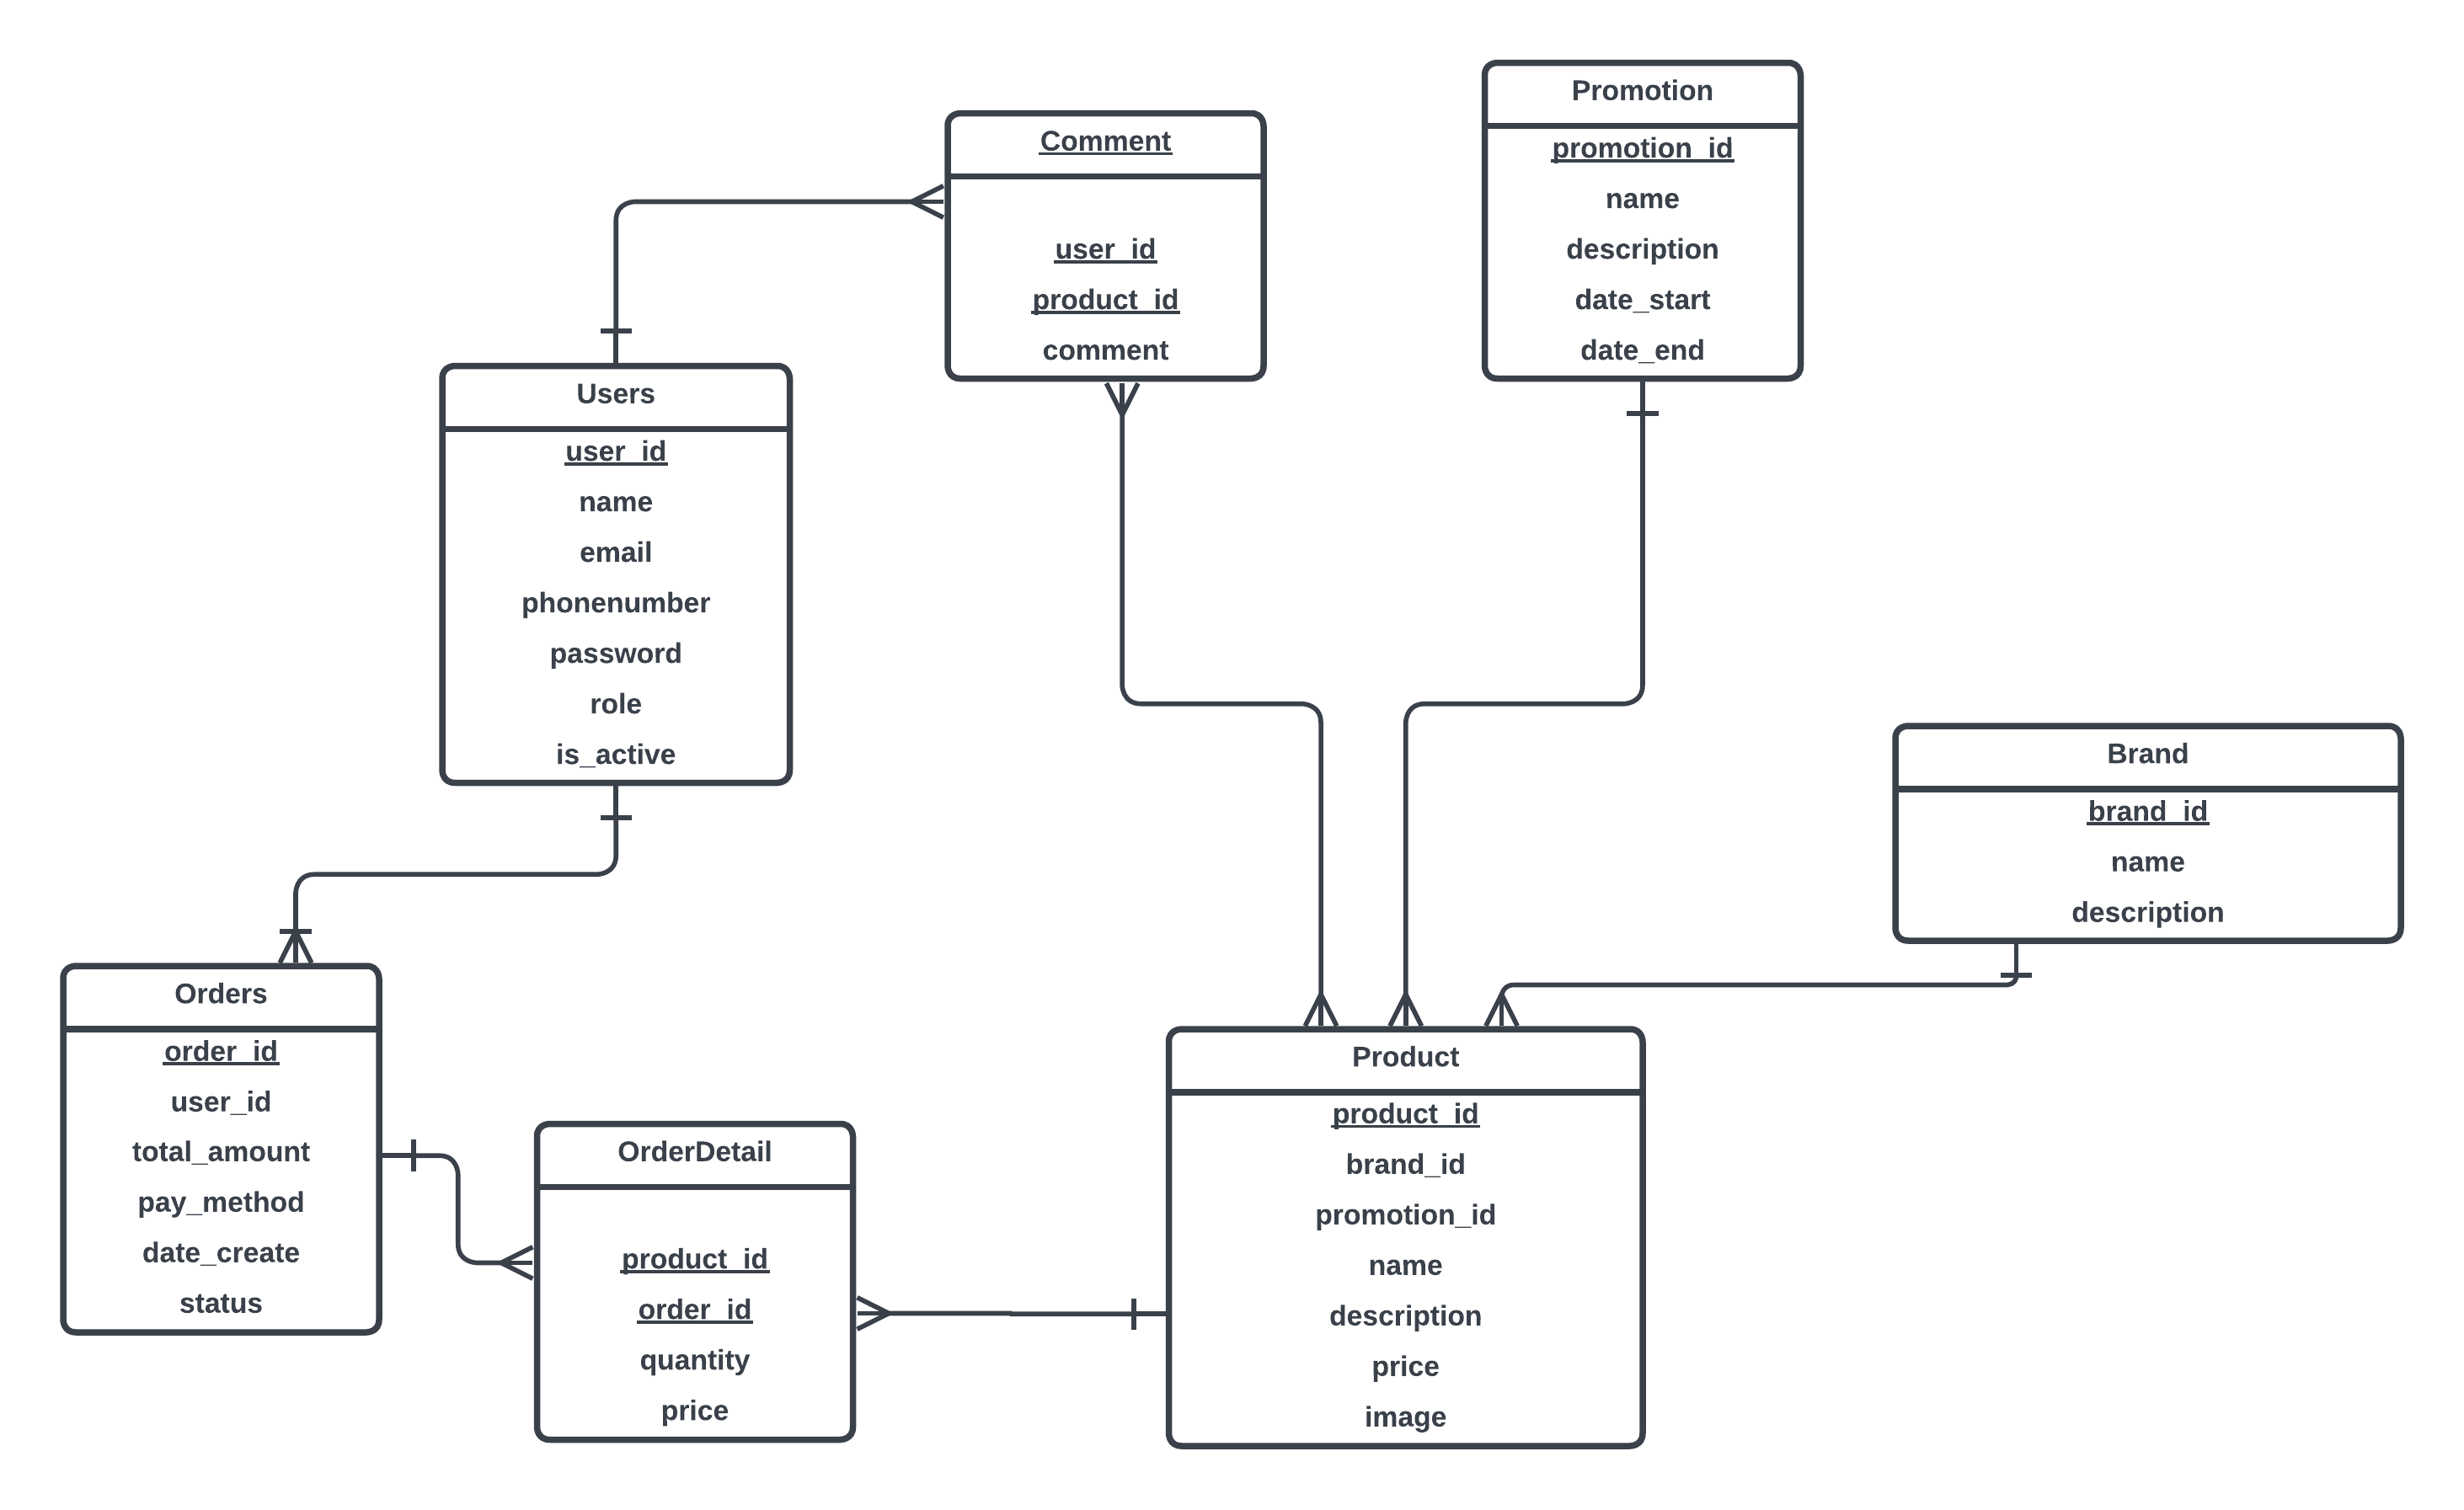 Comment
user_id
product_id
comment
Promotion
promotion_id
name
description
date_start
date_end
Users
user_id
name
email
phonenumber
password
role
is_active
Brand
brand_id
name
description
Orders
order_id
user_id
total_amount
pay_method
date_create
status
OrderDetail
product_id
order_id
quantity
price
Product
product_id
brand_id
promotion_id
name
description
price
image